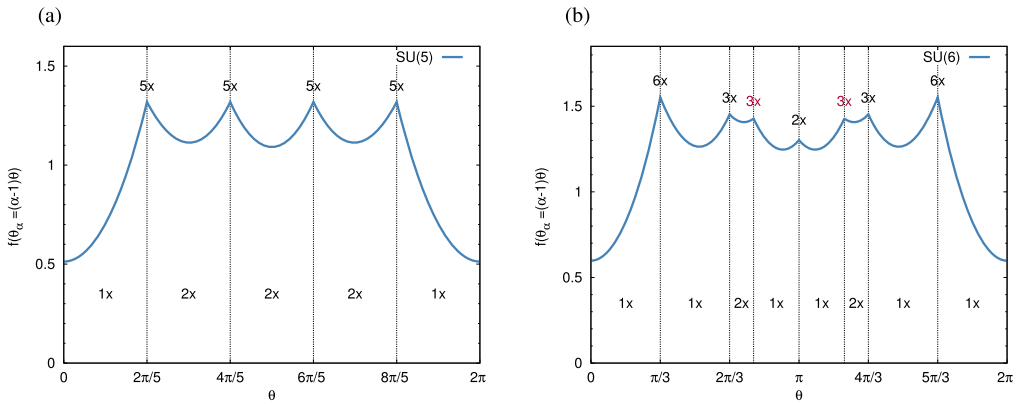 (a)
SU(5)
1.5
1
0.5
0
5x 5x 5x 5x
1x 2x 2x 2x 1x
0 2π/5 4π/5 6π/5 8π/5 2π
θ
f(θα =(α-1)θ)
(b)
SU(6)
1.5
1
0.5
0
6x 3x 3x 2x 3x 3x 6x
1x 1x 2x 1x 1x 2x 1x 1x
0 π/3 2π/3 π 4π/3 5π/3 2π
θ
f(θα =(α-1)θ)